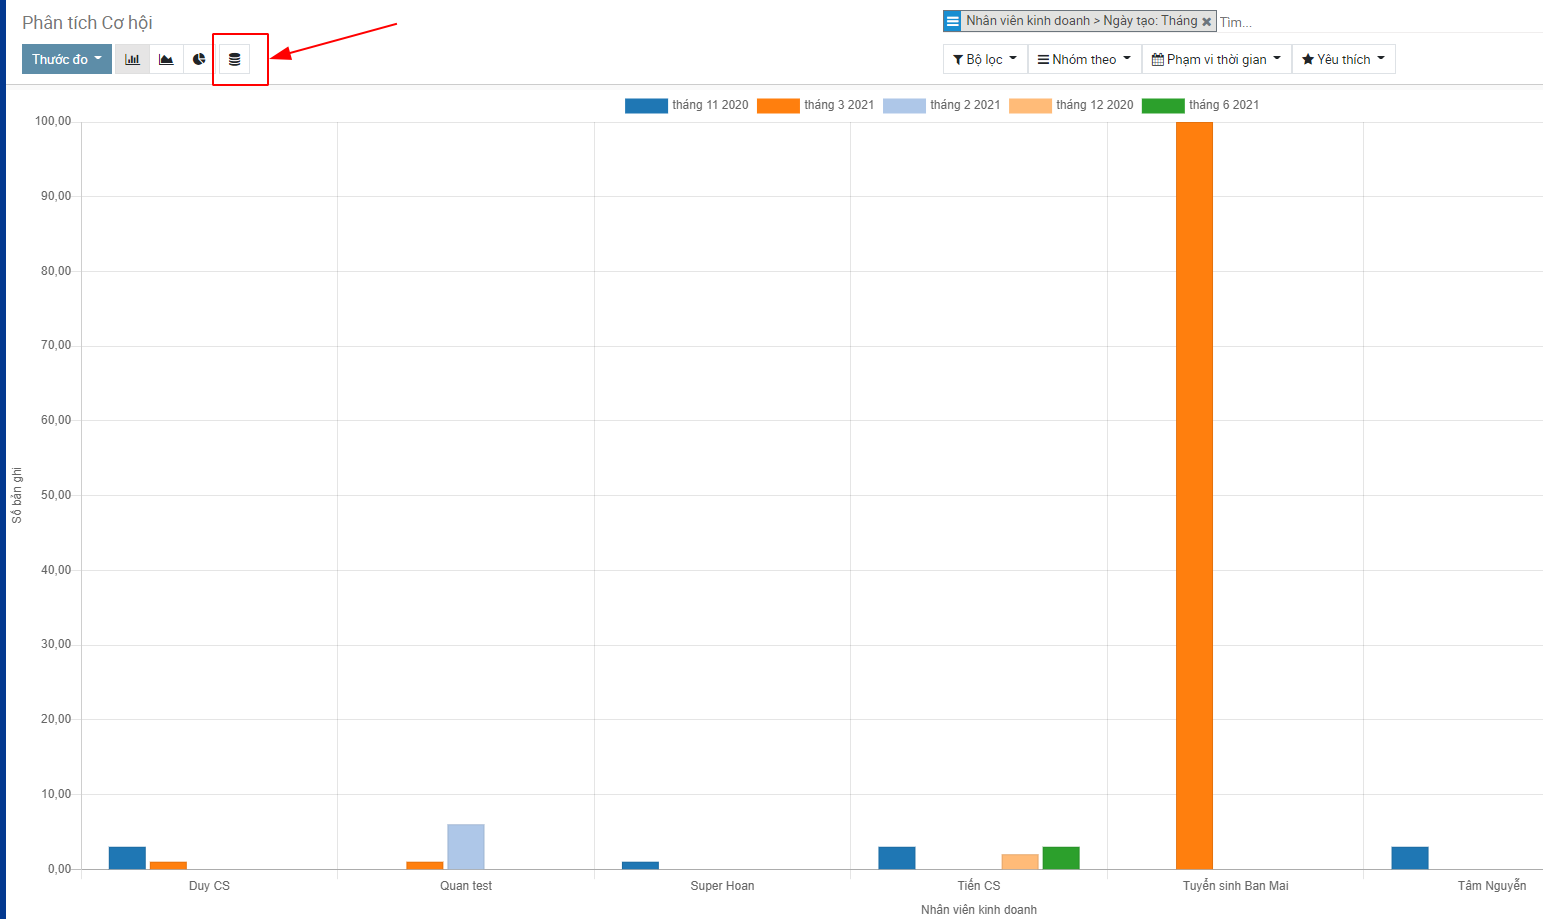 Phân tích Cơ hội
Nhân viên kinh doanh > Ngày tạo: Tháng
Tìm...
Thước đo
Bộ lọc
Nhóm theo
Phạm vi thời gian
Yêu thích
tháng 11 2020
tháng 3 2021
tháng 2 2021
tháng 12 2020
tháng 6 2021
100,00
90,00
80,00
70,00
60,00
50,00
40,00
30,00
20,00
10,00
0,00
Số bản ghi
Duy CS
Quan test
Super Hoan
Tiến CS
Tuyển sinh Ban Mai
Tâm Nguyễn
Nhân viên kinh doanh